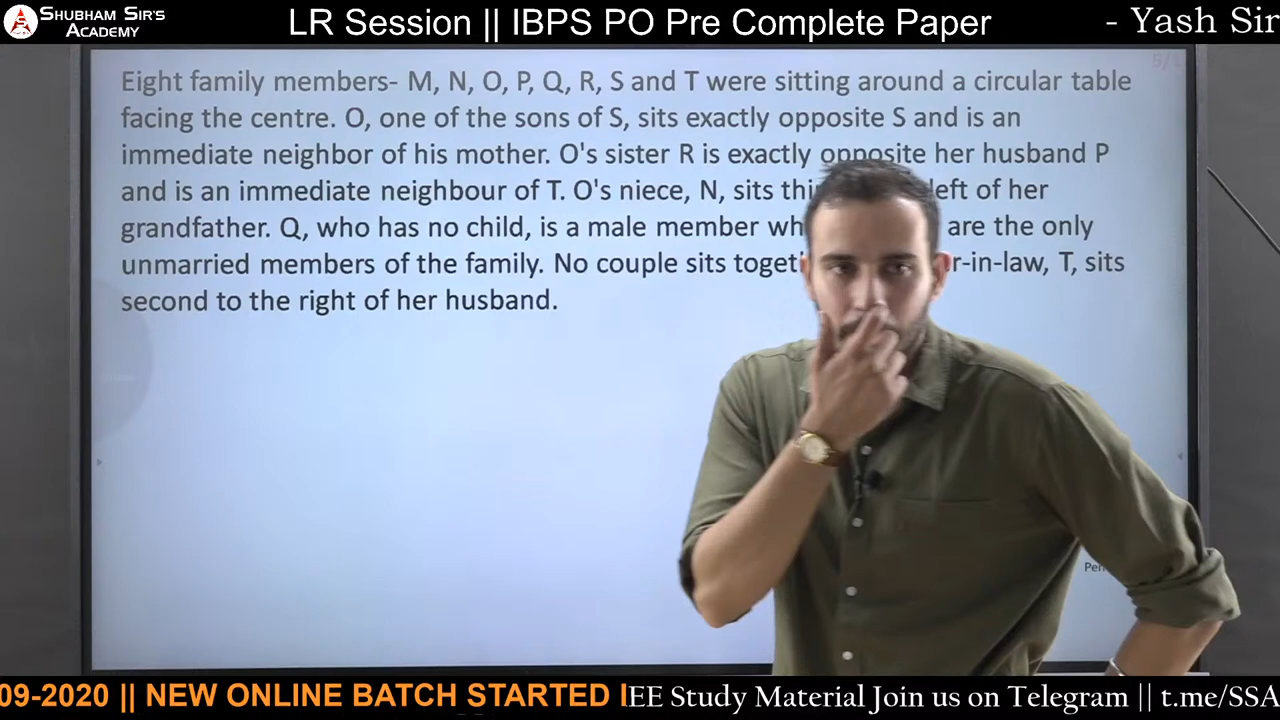 SHUBHAM SIR'S
ACADEMY
LR Session || IBPS PO Pre Complete Paper
- Yash Sir
Eight family members- M, N, O, P, Q, R, S and T were sitting around a circular table
facing the centre. O, one of the sons of S, sits exactly opposite S and is an
immediate neighbor of his mother. O's sister R is exactly opposite her husband P
and is an immediate neighbour of T. O's niece, N, sits left of her
grandfather. Q, who has no child, is a male member are the only
unmarried members of the family. No couple sits T, sits
second to the right of her husband.
09-2020 || NEW ONLINE BATCH STARTED
EE Study Material Join us on Telegram || t.me/SSA